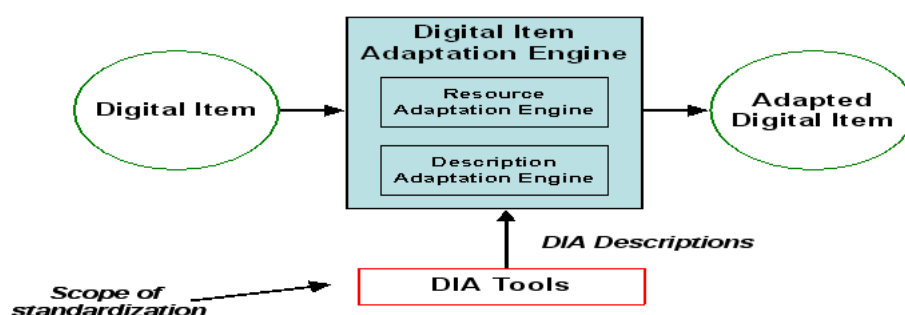 Digital Item
Adaptation Engine
Resource
Adaptation Engine
Digital Item
Adapted
Digital Item
Description
Adaptation Engine
DIA Descriptions
DIA Tools
Scope of
standardization